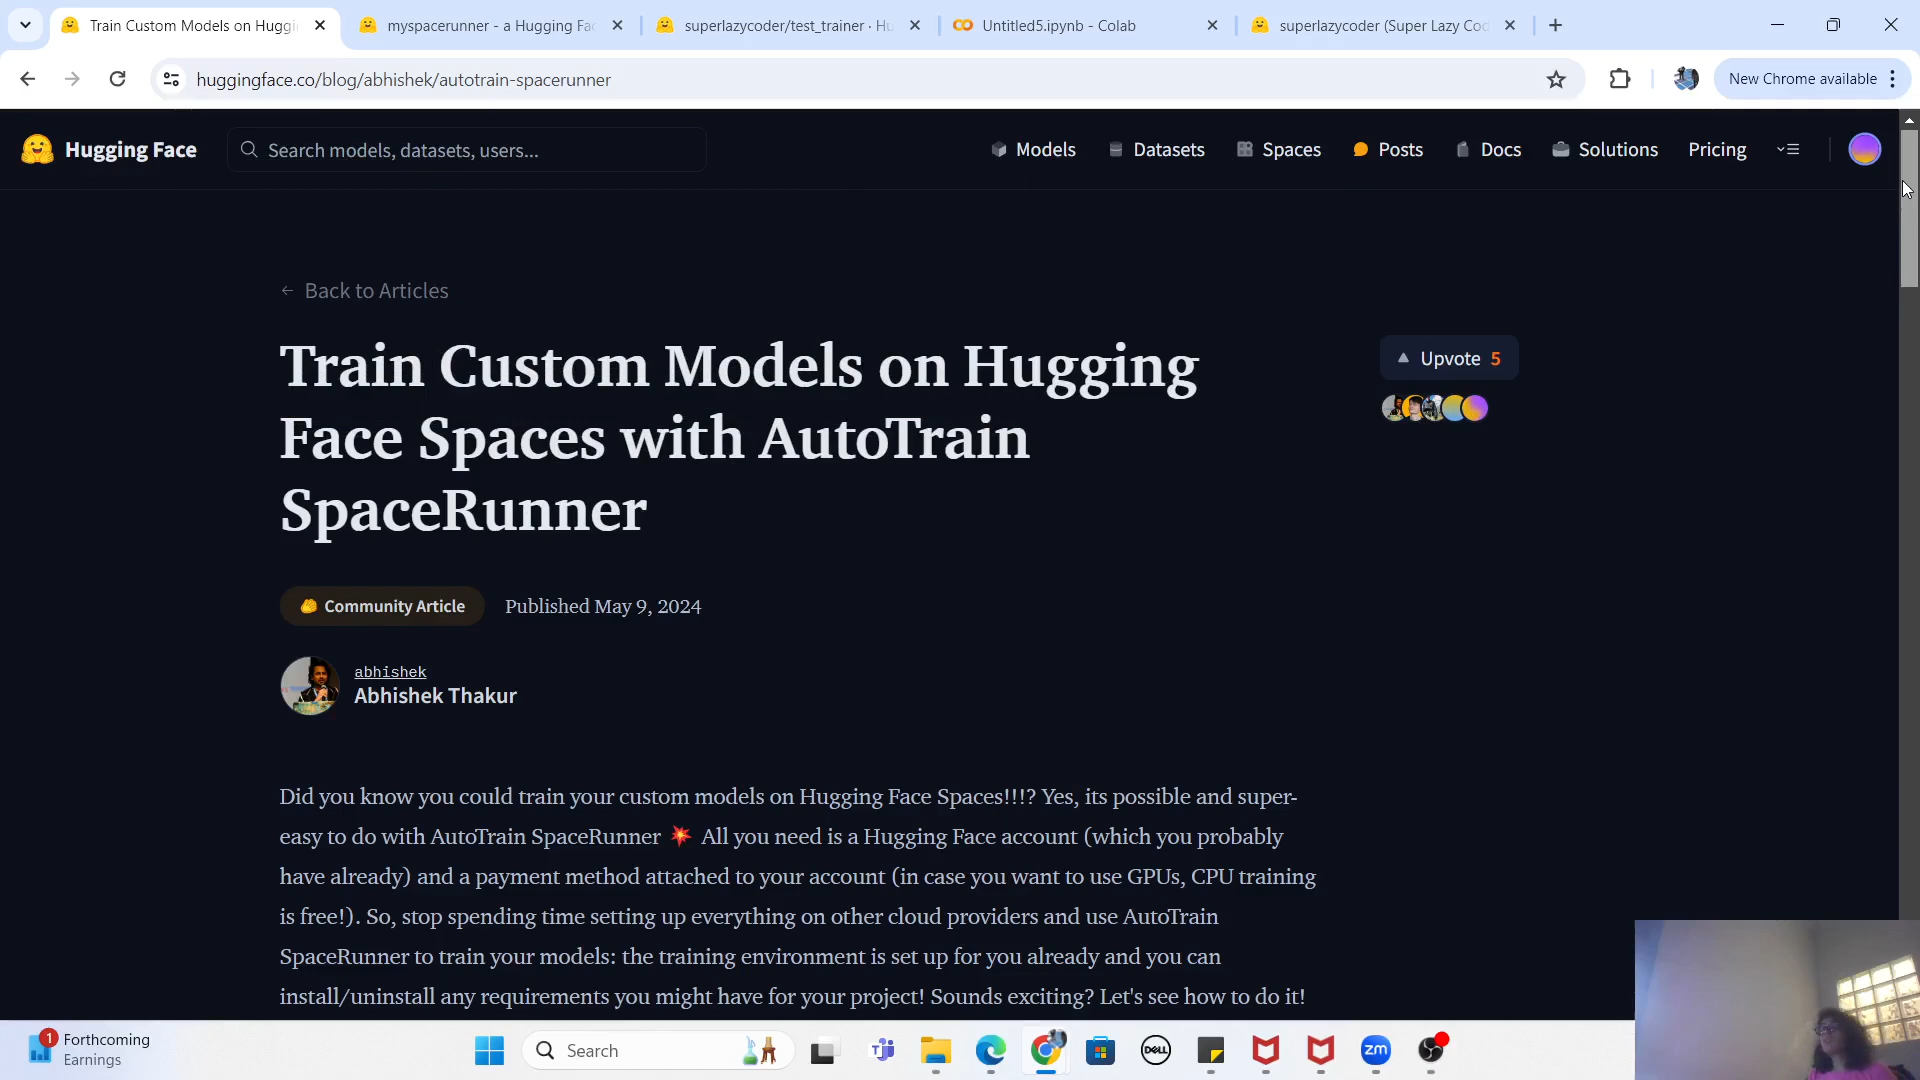 Train Custom Models on Huggi
myspacerunner - a Hugging Fac
superlazycoder/test_trainer · Hu
Untitled5.ipynb - Colab
superlazycoder (Super Lazy Cod
huggingface.co/blog/abhishek/autotrain-spacerunner
New Chrome available
Hugging Face
Search models, datasets, users...
Models
Datasets
Spaces
Posts
Docs
Solutions
Pricing
← Back to Articles
Train Custom Models on Hugging
Face Spaces with AutoTrain
SpaceRunner
Upvote 5
Community Article
Published May 9, 2024
abhishek
Abhishek Thakur
Did you know you could train your custom models on Hugging Face Spaces!!!? Yes, its possible and super-
easy to do with AutoTrain SpaceRunner 💥 All you need is a Hugging Face account (which you probably
have already) and a payment method attached to your account (in case you want to use GPUs, CPU training
is free!). So, stop spending time setting up everything on other cloud providers and use AutoTrain
SpaceRunner to train your models: the training environment is set up for you already and you can
install/uninstall any requirements you might have for your project! Sounds exciting? Let's see how to do it!
1
Forthcoming
Earnings
Search
DELL
zm